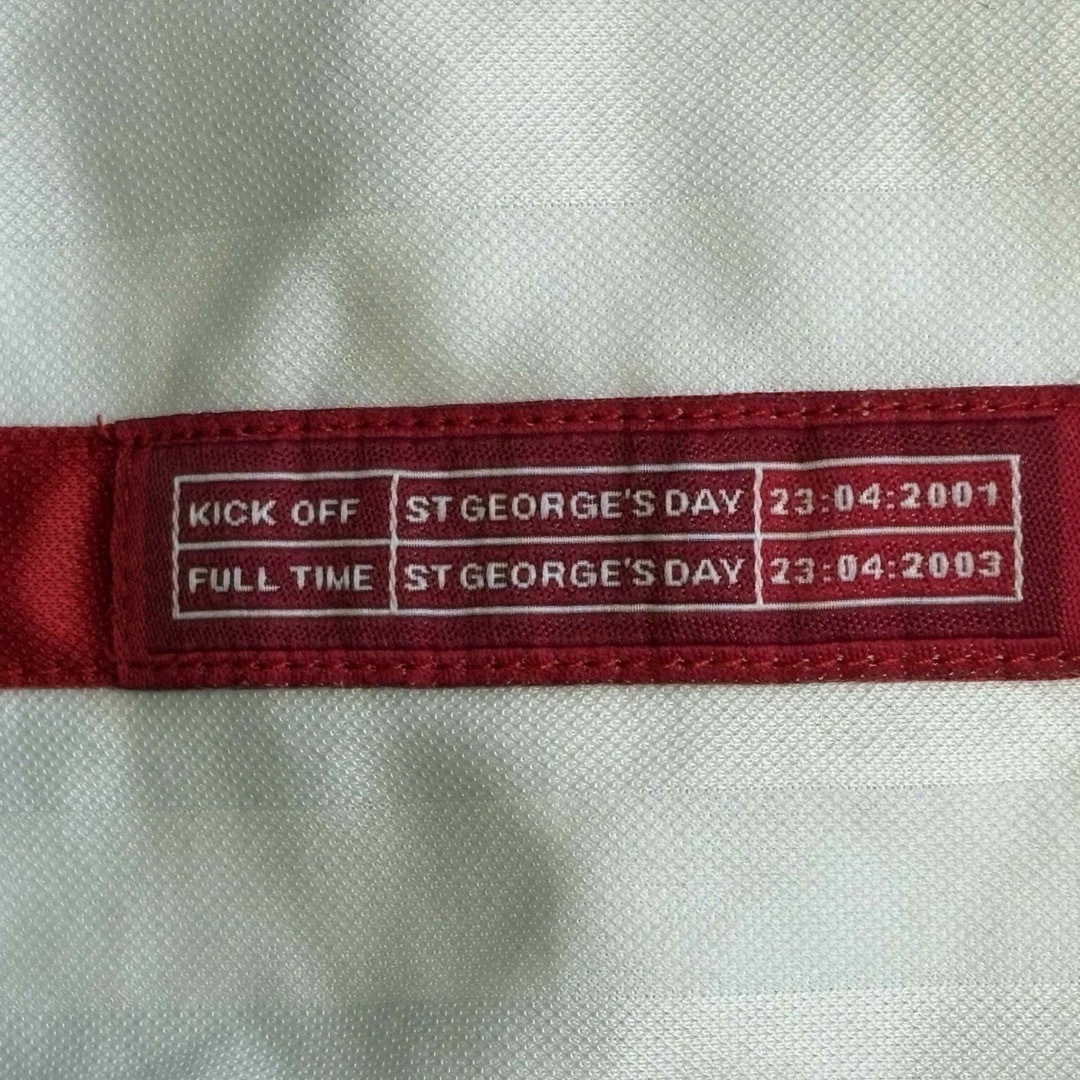 KICK OFF ST GEORGE'S DAY 23:04:2001
FULL TIME ST GEORGE'S DAY 23:04:2003